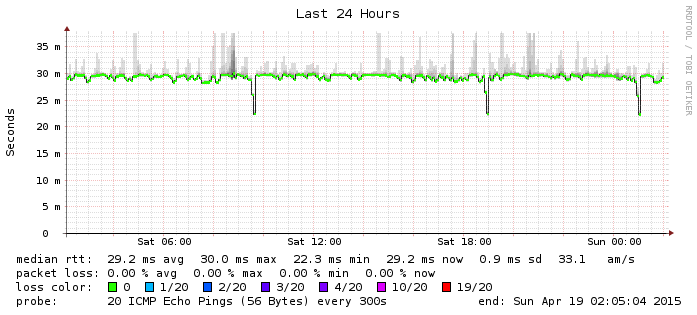 Last 24 Hours
RRDTOOL / TOBI OETIKER
Seconds
35 m
30 m
25 m
20 m
15 m
10 m
5 m
0
Sat 06:00 Sat 12:00 Sat 18:00 Sun 00:00
median rtt: 29.2 ms avg 30.0 ms max 22.3 ms min 29.2 ms now 0.9 ms sd 33.1 am/s
packet loss: 0.00 % avg 0.00 % max 0.00 % min 0.00 % now
loss color: 0 1/20 2/20 3/20 4/20 10/20 19/20
probe: 20 ICMP Echo Pings (56 Bytes) every 300s end: Sun Apr 19 02:05:04 2015